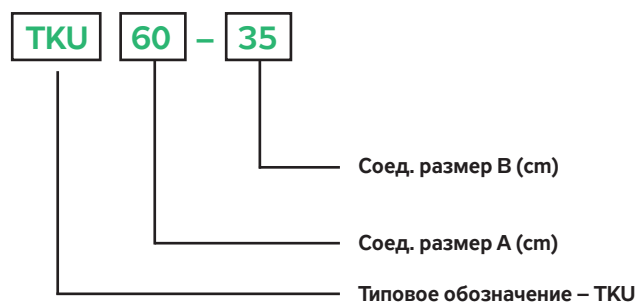 TKU 60 – 35
Соед. размер B (cm)
Соед. размер A (cm)
Типовое обозначение – TKU